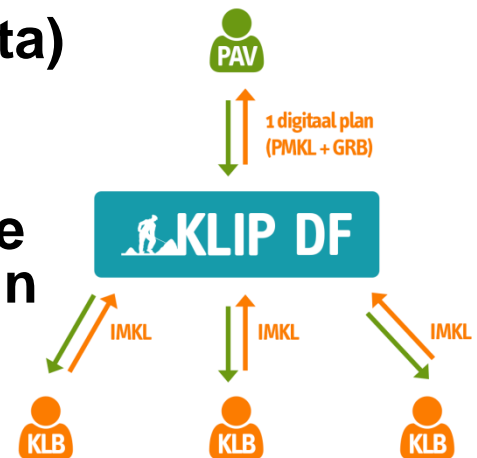 ta)
PAV
1 digitaal plan
(PMKL + GRB)
e
n
KLIP DF
IMKL
IMKL
IMKL
KLB
KLB
KLB